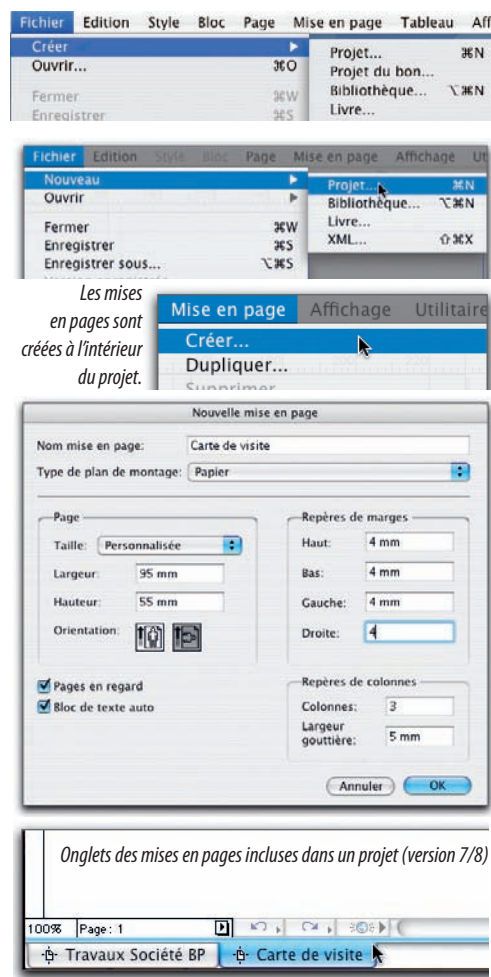 Fichier Edition Style Bloc Page Mise en page Tableau Aff
Créer
Ouvrir... ⌘O
Fermer ⌘W
Enregistrer ⌘S
Projet... ⌘N
Projet du bon...
Bibliothèque... ⌥⌘N
Livre...
Fichier Edition Style Bloc Page Mise en page Affichage Ut
Nouveau
Ouvrir
Fermer ⌘W
Enregistrer ⌘S
Enregistrer sous... ⌥⌘S
Projet... ⌘N
Bibliothèque... ⌥⌘N
Livre...
XML... ⇧⌘X
Les mises
en pages sont
créées à l'intérieur
du projet.
Mise en page Affichage Utilitaire
Créer...
Dupliquer...
Supprimer
Nouvelle mise en page
Nom mise en page: Carte de visite
Type de plan de montage: Papier
Page
Taille: Personnalisée
Largeur: 95 mm
Hauteur: 55 mm
Orientation:
Repères de marges
Haut: 4 mm
Bas: 4 mm
Gauche: 4 mm
Droite: 4
Pages en regard
Bloc de texte auto
Repères de colonnes
Colonnes: 3
Largeur
gouttière: 5 mm
Annuler OK
Onglets des mises en pages incluses dans un projet (version 7/8)
100% Page: 1
Travaux Société BP Carte de visite